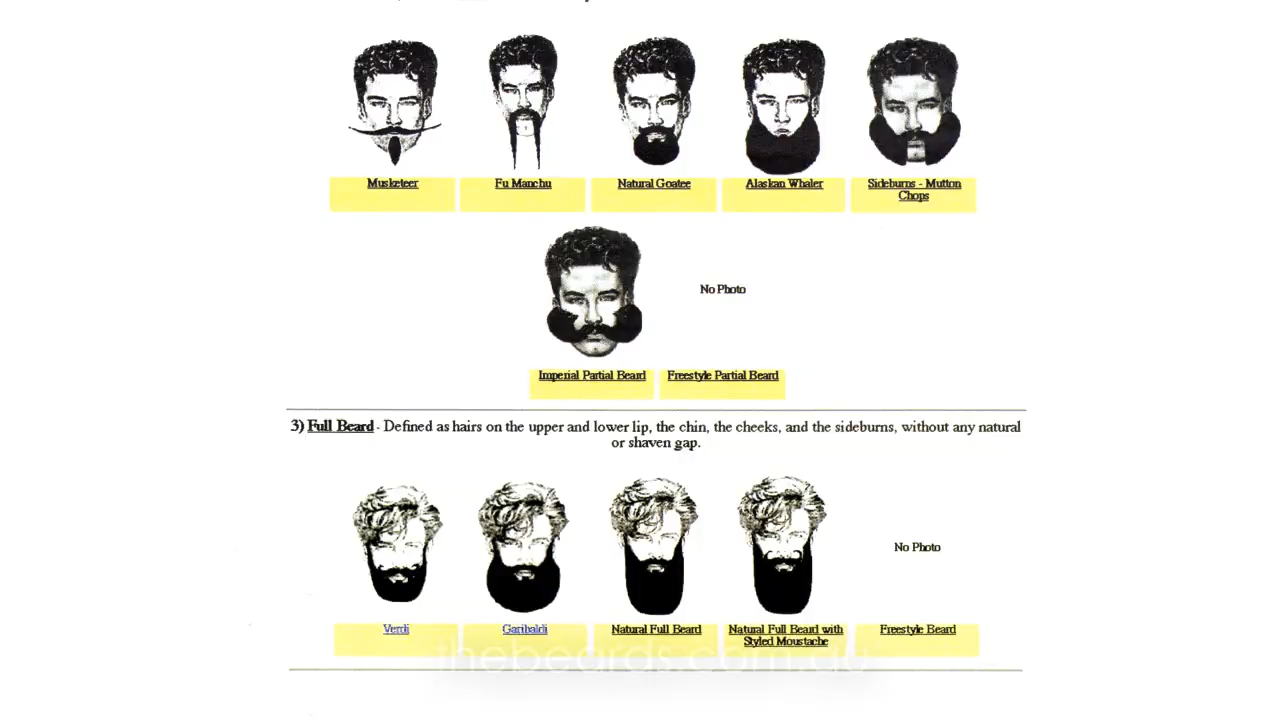 Musketeer
Fu Manchu
Natural Goatee
Alaskan Whaler
Sideburns - Mutton
Chops
No Photo
Imperial Partial Beard
Freestyle Partial Beard
3) Full Beard - Defined as hairs on the upper and lower lip, the chin, the cheeks, and the sideburns, without any natural
or shaven gap.
No Photo
Verdi
Garibaldi
Natural Full Beard
Natural Full Beard with
Styled Moustache
Freestyle Beard
thebeards.com.au